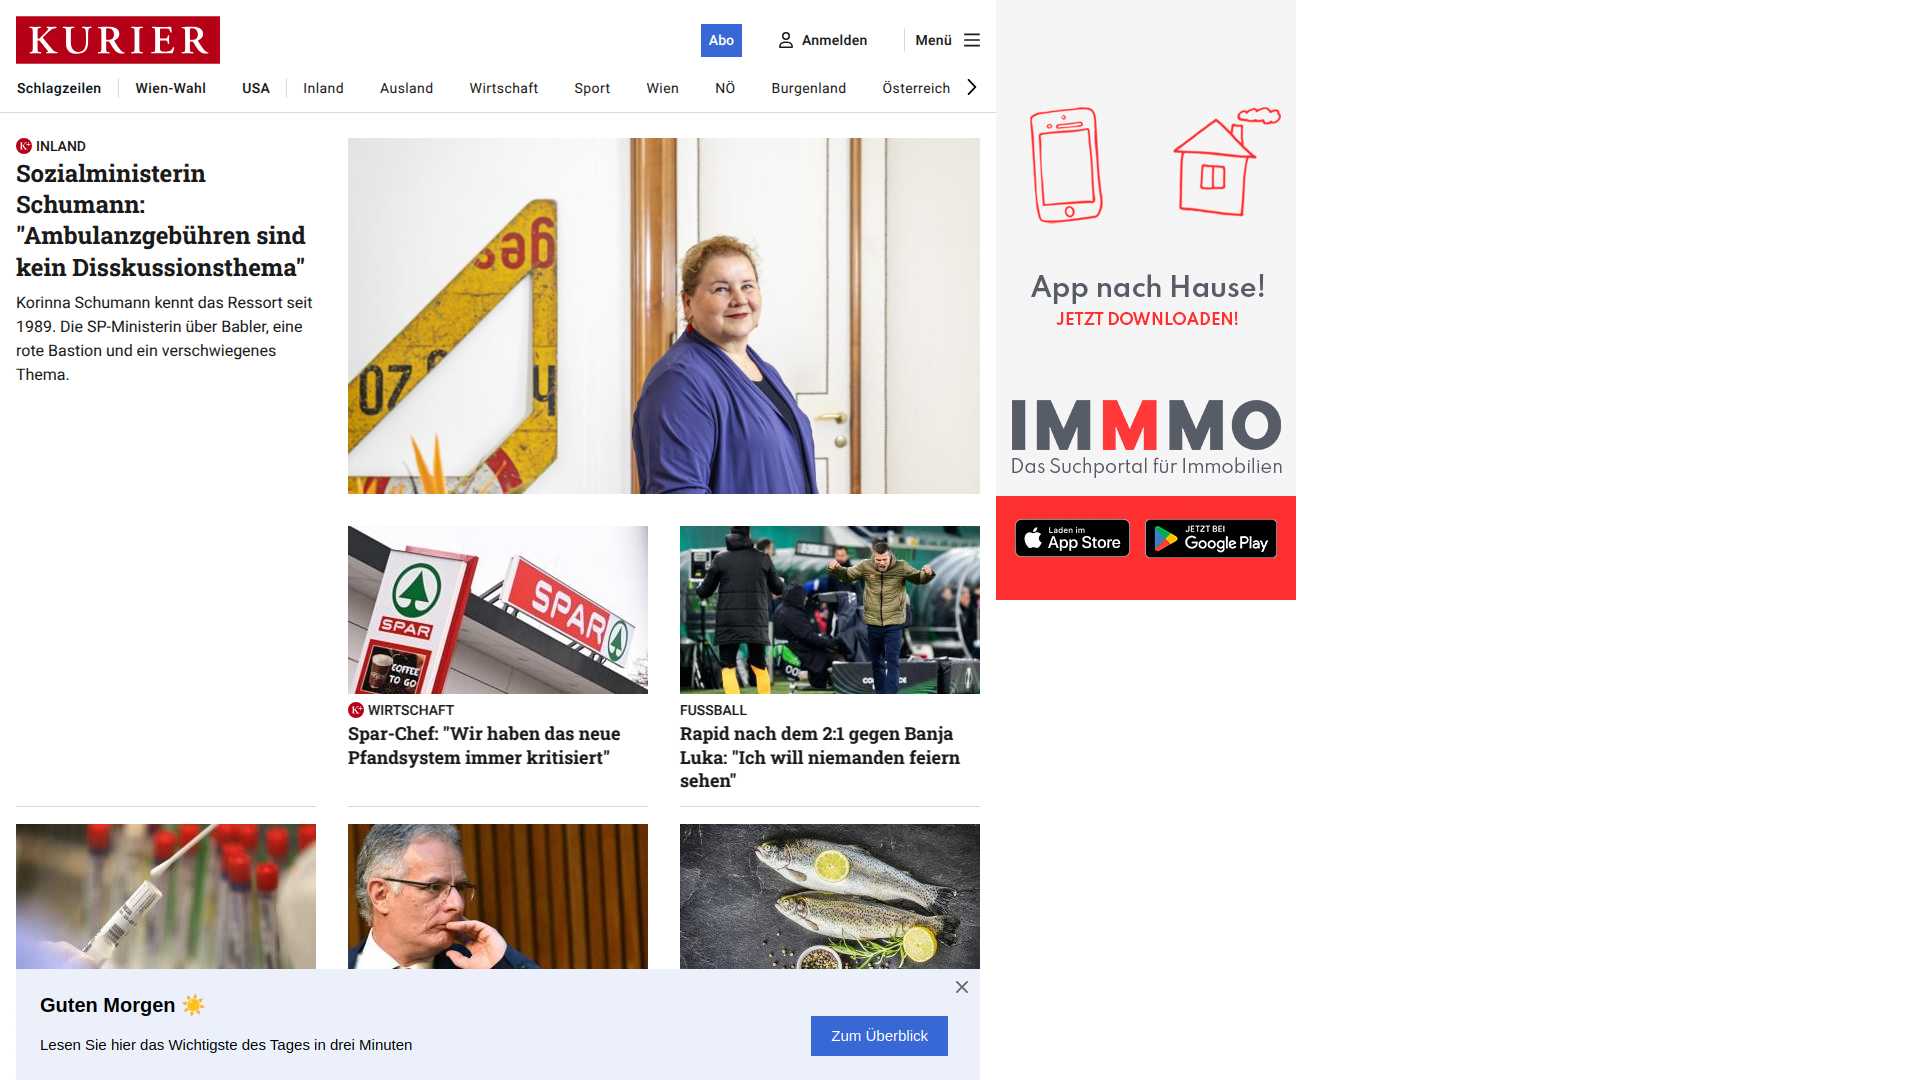 KURIER
Abo
Anmelden
Menü
Schlagzeilen
Wien-Wahl
USA
Inland
Ausland
Wirtschaft
Sport
Wien
NÖ
Burgenland
Österreich
K+ INLAND
Sozialministerin
Schumann:
"Ambulanzgebühren sind
kein Disskussionsthema"
Korinna Schumann kennt das Ressort seit
1989. Die SP-Ministerin über Babler, eine
rote Bastion und ein verschwiegenes
Thema.
SPAR
SPAR
COFFEE
TO GO
K+ WIRTSCHAFT
Spar-Chef: "Wir haben das neue
Pfandsystem immer kritisiert"
FUSSBALL
Rapid nach dem 2:1 gegen Banja
Luka: "Ich will niemanden feiern
sehen"
Guten Morgen ☀️
Lesen Sie hier das Wichtigste des Tages in drei Minuten
Zum Überblick
App nach Hause!
JETZT DOWNLOADEN!
IMMMO
Das Suchportal für Immobilien
Laden im
App Store
JETZT BEI
Google Play